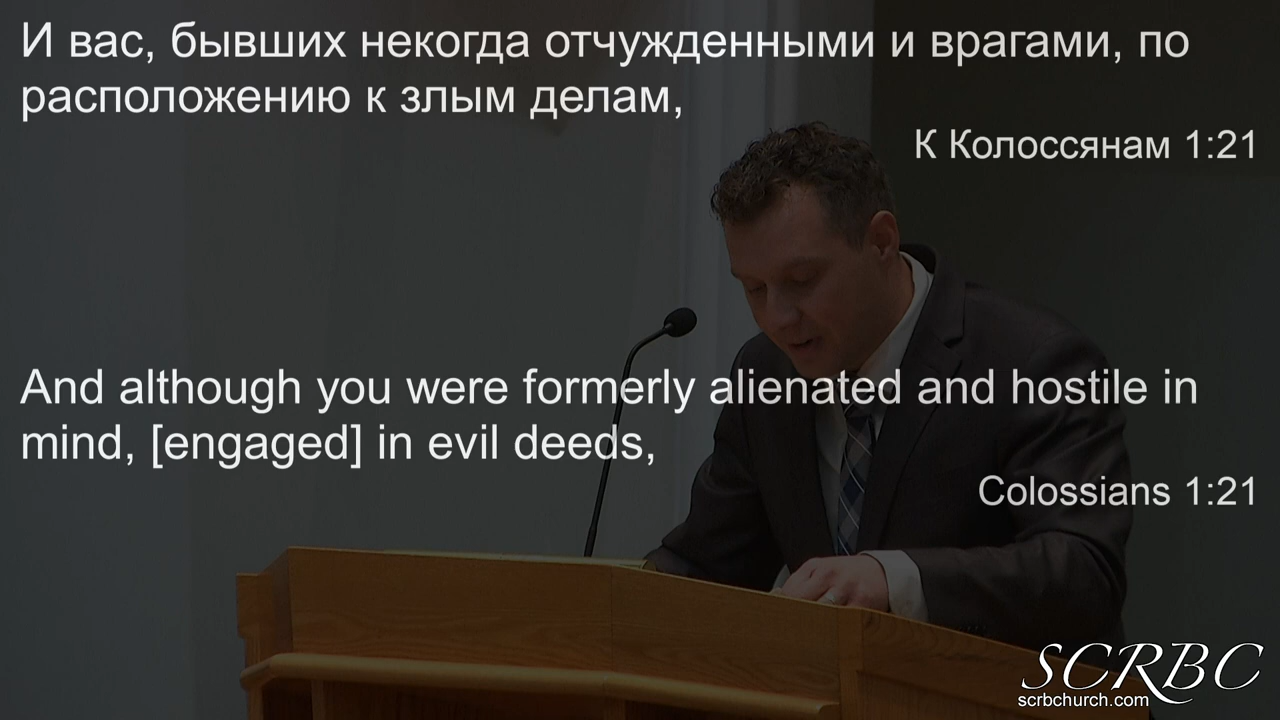 И вас, бывших некогда отчужденными и врагами, по
расположению к злым делам,
К Колоссянам 1:21
And although you were formerly alienated and hostile in
mind, [engaged] in evil deeds,
Colossians 1:21
SCRBC
scrbchurch.com